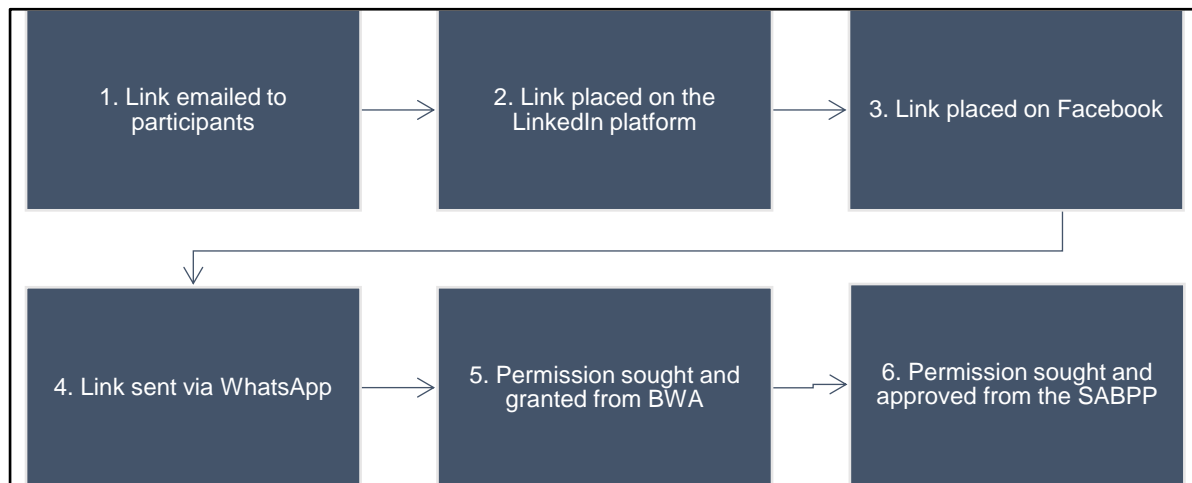 1. Link emailed to
participants
2. Link placed on the
LinkedIn platform
3. Link placed on Facebook
4. Link sent via WhatsApp
5. Permission sought and
granted from BWA
6. Permission sought and
approved from the SABPP